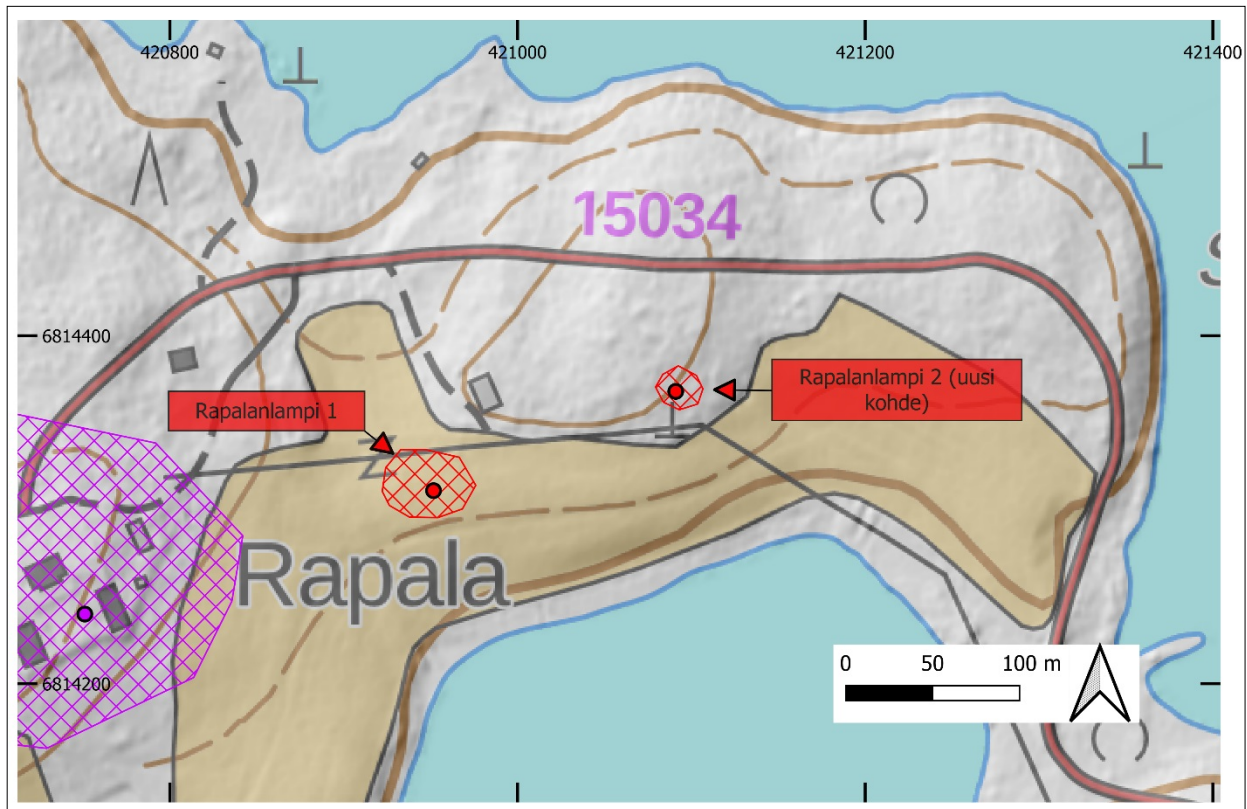 420800
421000
421200
421400
15034
S
6814400
Rapalanlampi 2 (uusi
kohde)
Rapalanlampi 1
Rapala
0 50 100 m
6814200